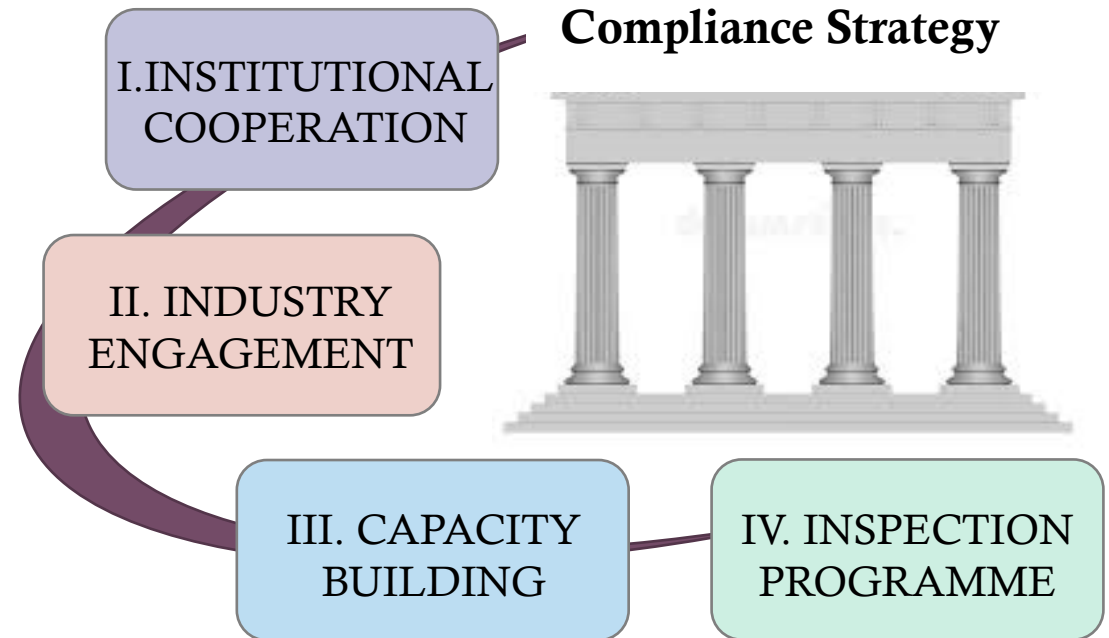 Compliance Strategy
I.INSTITUTIONAL
COOPERATION
II. INDUSTRY
ENGAGEMENT
III. CAPACITY
BUILDING
IV. INSPECTION
PROGRAMME